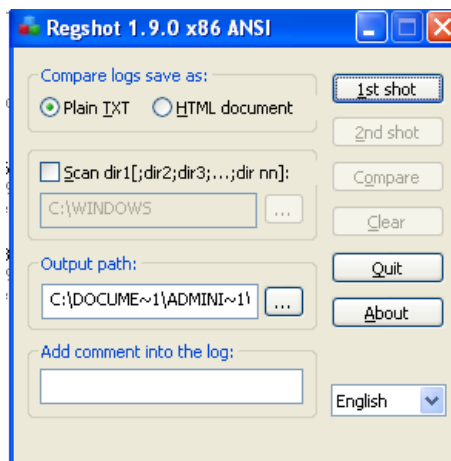 Regshot 1.9.0 x86 ANSI
Compare logs save as:
Plain TXT
HTML document
1st shot
2nd shot
Scan dir1[;dir2;dir3;...;dir nn]:
C:\WINDOWS
...
Compare
Clear
Output path:
C:\DOCUME~1\ADMINI~1\
...
Quit
About
Add comment into the log:
English